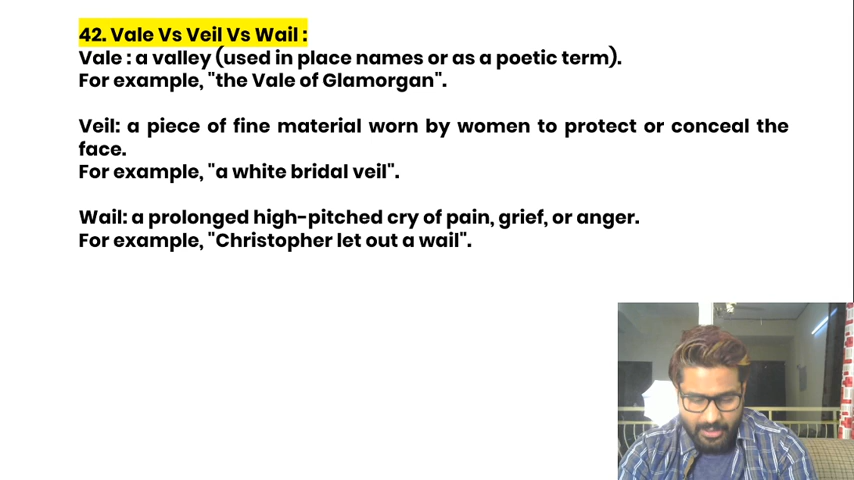 42. Vale Vs Veil Vs Wail :
Vale : a valley (used in place names or as a poetic term).
For example, "the Vale of Glamorgan".
Veil: a piece of fine material worn by women to protect or conceal the
face.
For example, "a white bridal veil".
Wail: a prolonged high-pitched cry of pain, grief, or anger.
For example, "Christopher let out a wail".